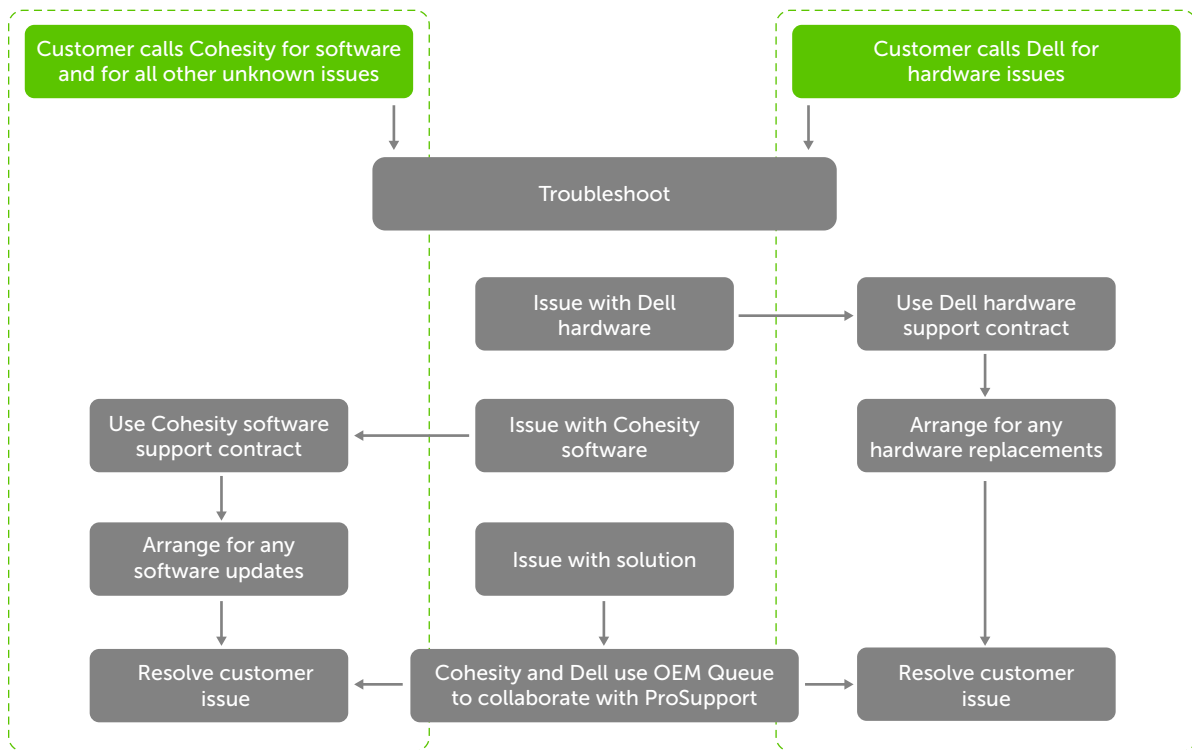 Customer calls Cohesity for software
and for all other unknown issues
Customer calls Dell for
hardware issues
Troubleshoot
Issue with Dell
hardware
Use Dell hardware
support contract
Use Cohesity software
support contract
Issue with Cohesity
software
Arrange for any
hardware replacements
Arrange for any
software updates
Issue with solution
Resolve customer
issue
Cohesity and Dell use OEM Queue
to collaborate with ProSupport
Resolve customer
issue